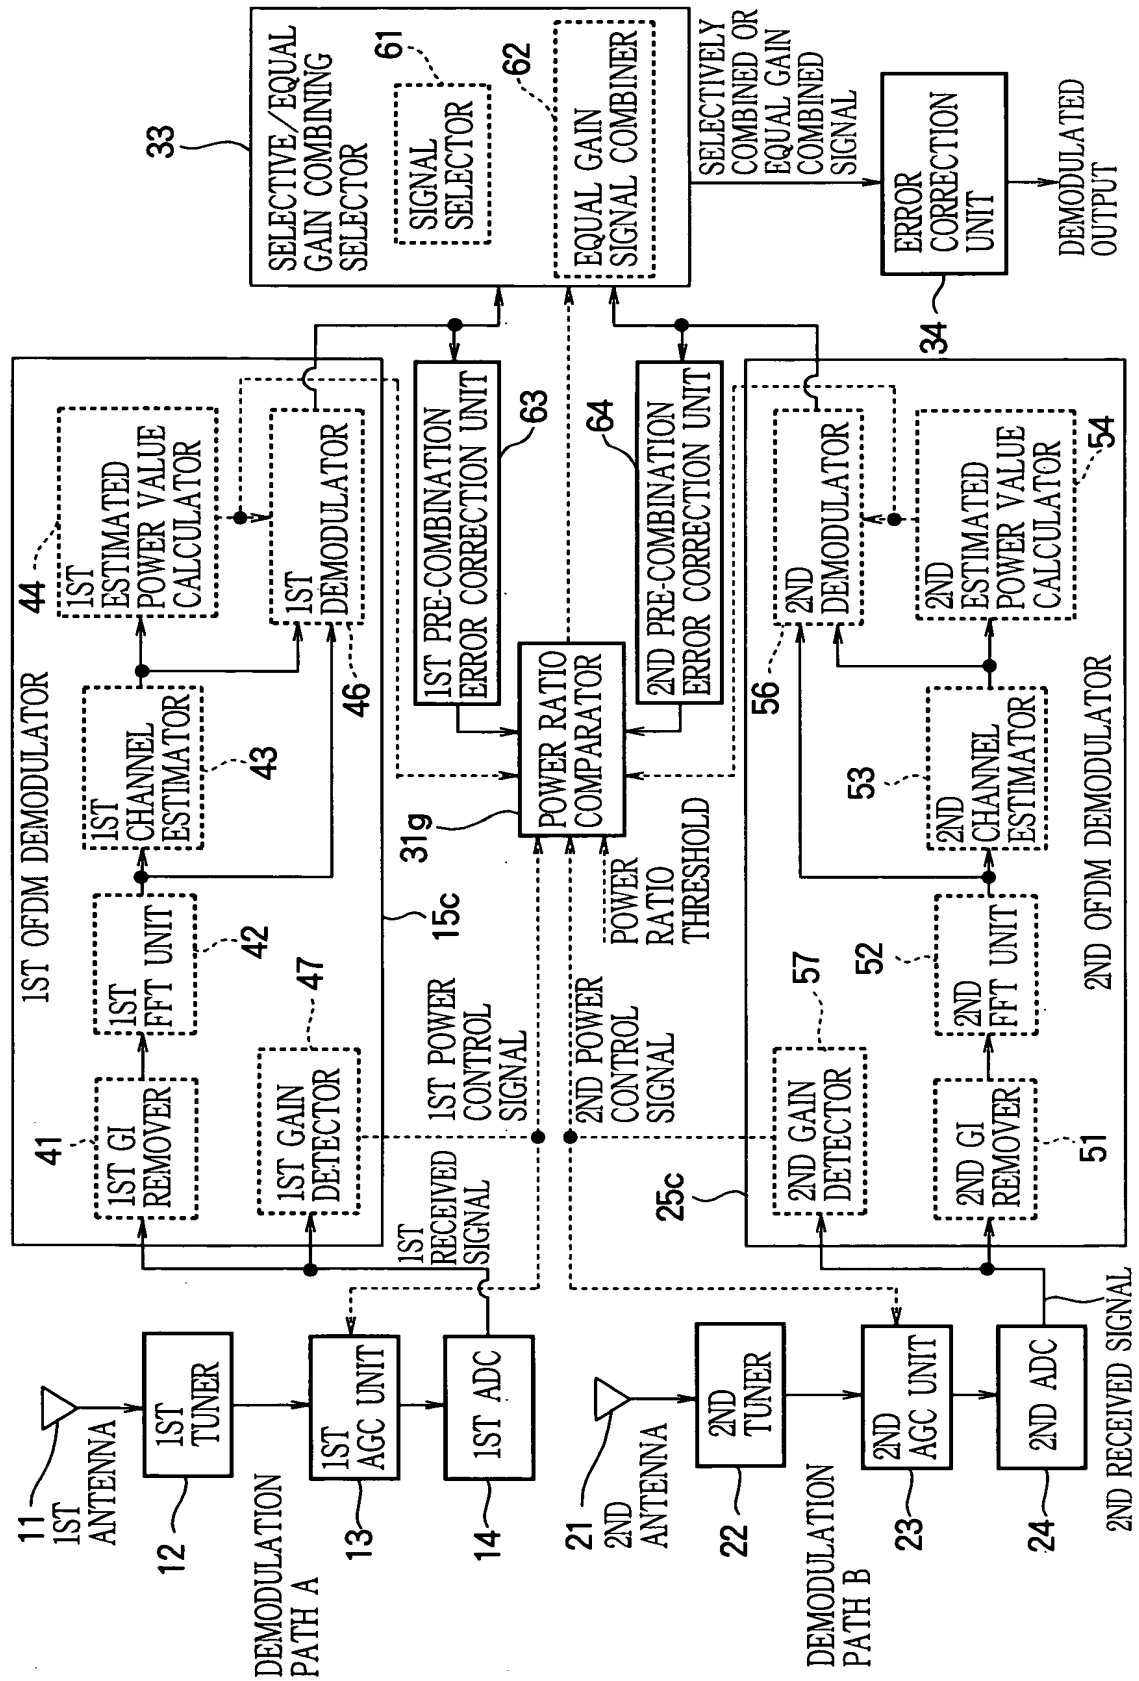 11
1ST
ANTENNA
12
1ST
TUNER
DEMODULATION
PATH A
13
1ST
AGC UNIT
14
1ST ADC
1ST
RECEIVED
SIGNAL
1ST OFDM DEMODULATOR
15c
41
1ST GI
REMOVER
42
1ST
FFT UNIT
43
1ST
CHANNEL
ESTIMATOR
44
1ST
ESTIMATED
POWER VALUE
CALCULATOR
46
1ST
DEMODULATOR
47
1ST GAIN
DETECTOR
1ST POWER
CONTROL
SIGNAL
2ND POWER
CONTROL
SIGNAL
POWER
RATIO
THRESHOLD
31g
POWER RATIO
COMPARATOR
63
1ST PRE-COMBINATION
ERROR CORRECTION UNIT
64
2ND PRE-COMBINATION
ERROR CORRECTION UNIT
33
SELECTIVE/EQUAL
GAIN COMBINING
SELECTOR
61
SIGNAL
SELECTOR
62
EQUAL GAIN
SIGNAL COMBINER
SELECTIVELY
COMBINED OR
EQUAL GAIN
COMBINED
SIGNAL
34
ERROR
CORRECTION
UNIT
DEMODULATED
OUTPUT
21
2ND
ANTENNA
22
2ND
TUNER
DEMODULATION
PATH B
23
2ND
AGC UNIT
24
2ND ADC
2ND RECEIVED SIGNAL
25c
57
2ND GAIN
DETECTOR
51
2ND GI
REMOVER
52
2ND
FFT UNIT
53
2ND
CHANNEL
ESTIMATOR
56
2ND
DEMODULATOR
54
2ND
ESTIMATED
POWER VALUE
CALCULATOR
2ND OFDM DEMODULATOR